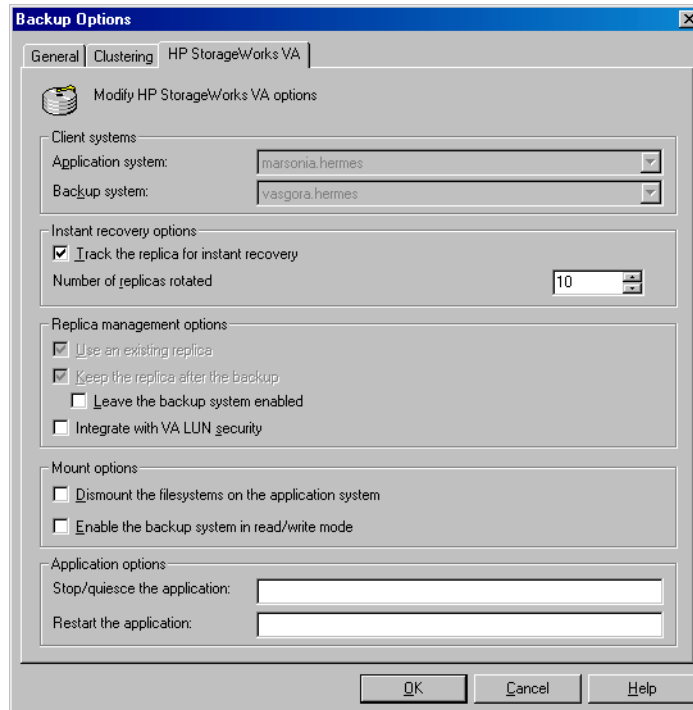 Backup Options
General Clustering HP StorageWorks VA
Modify HP StorageWorks VA options
Client systems
Application system: marsonia.hermes
Backup system: vasgora.hermes
Instant recovery options
Track the replica for instant recovery
Number of replicas rotated 10
Replica management options
Use an existing replica
Keep the replica after the backup
Leave the backup system enabled
Integrate with VA LUN security
Mount options
Dismount the filesystems on the application system
Enable the backup system in read/write mode
Application options
Stop/quiesce the application:
Restart the application:
OK Cancel Help